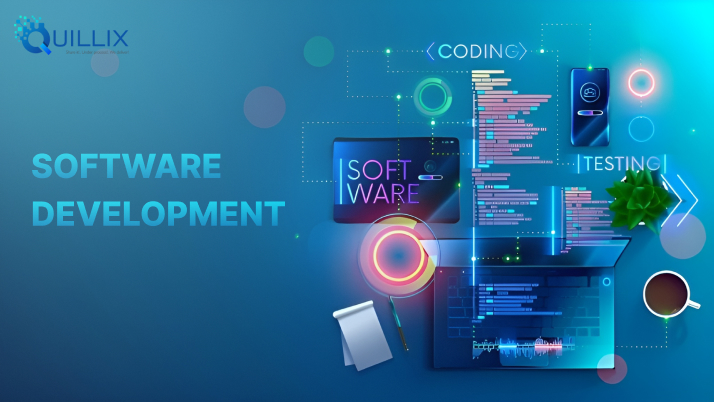 QUILLIX
SOFTWARE
DEVELOPMENT
CODING
SOFT
WARE
TESTING